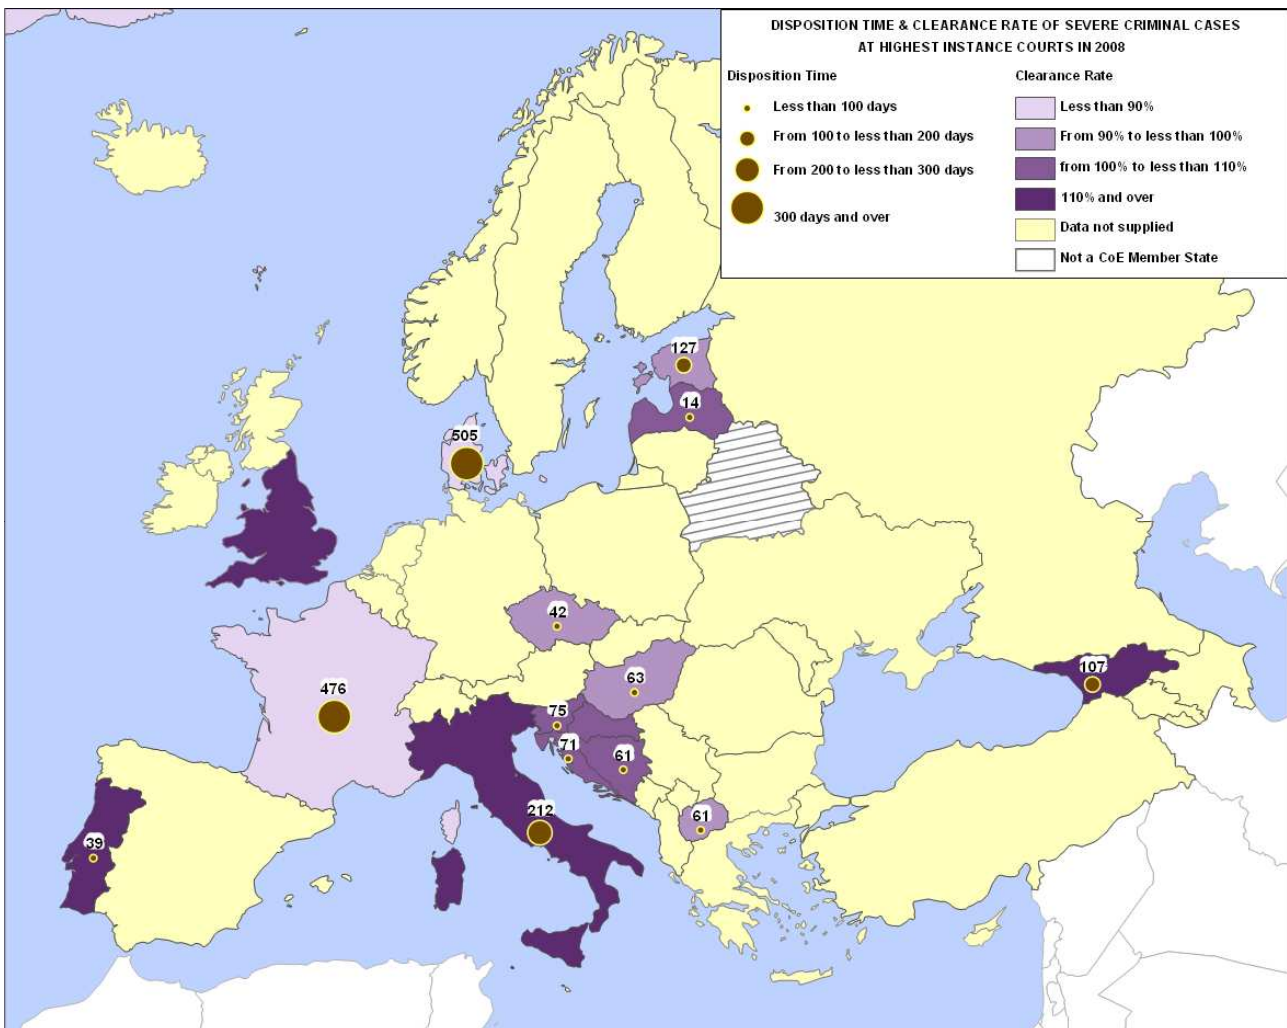 DISPOSITION TIME & CLEARANCE RATE OF SEVERE CRIMINAL CASES
AT HIGHEST INSTANCE COURTS IN 2008
Disposition Time
Less than 100 days
From 100 to less than 200 days
From 200 to less than 300 days
300 days and over
Clearance Rate
Less than 90%
From 90% to less than 100%
from 100% to less than 110%
110% and over
Data not supplied
Not a CoE Member State
127
14
505
42
63
107
476
75
71
61
212
61
39